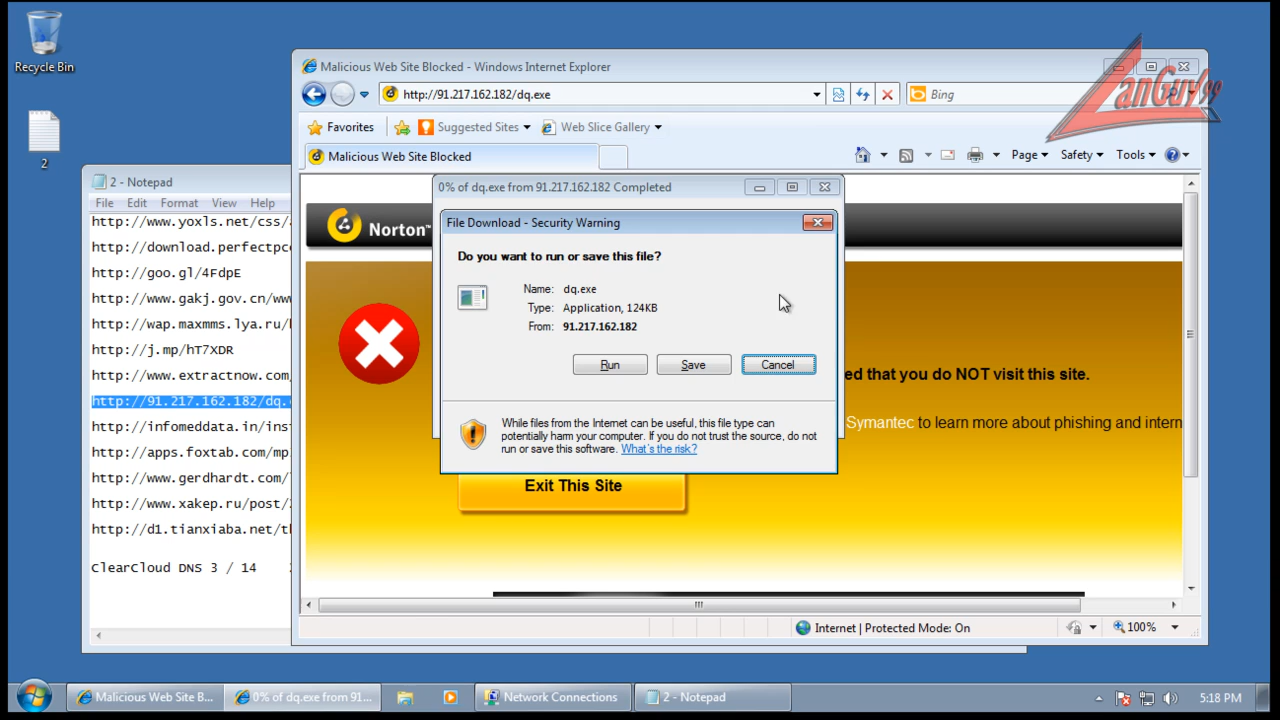 Recycle Bin
2
Malicious Web Site Blocked - Windows Internet Explorer
http://91.217.162.182/dq.exe
Bing
Favorites
Suggested Sites
Web Slice Gallery
Malicious Web Site Blocked
Page
Safety
Tools
anGuy99
2 - Notepad
File Edit Format View Help
http://www.yoxls.net/css/
http://download.perfectpc
http://goo.gl/4FdpE
http://www.gakj.gov.cn/ww
http://wap.maxmms.lya.ru/
http://j.mp/hT7XDR
http://www.extractnow.com
http://91.217.162.182/dq.
http://infomeddata.in/ins
http://apps.foxtab.com/mp
http://www.gerdhardt.com/
http://www.xakep.ru/post/
http://d1.tianxiaba.net/t
ClearCloud DNS 3 / 14
0% of dq.exe from 91.217.162.182 Completed
Norton™
File Download - Security Warning
Do you want to run or save this file?
Name: dq.exe
Type: Application, 124KB
From: 91.217.162.182
Run Save Cancel
While files from the Internet can be useful, this file type can
potentially harm your computer. If you do not trust the source, do not
run or save this software. What's the risk?
ed that you do NOT visit this site.
Symantec to learn more about phishing and intern
Exit This Site
Internet | Protected Mode: On
100%
Malicious Web Site B...
0% of dq.exe from 91...
Network Connections
2 - Notepad
5:18 PM